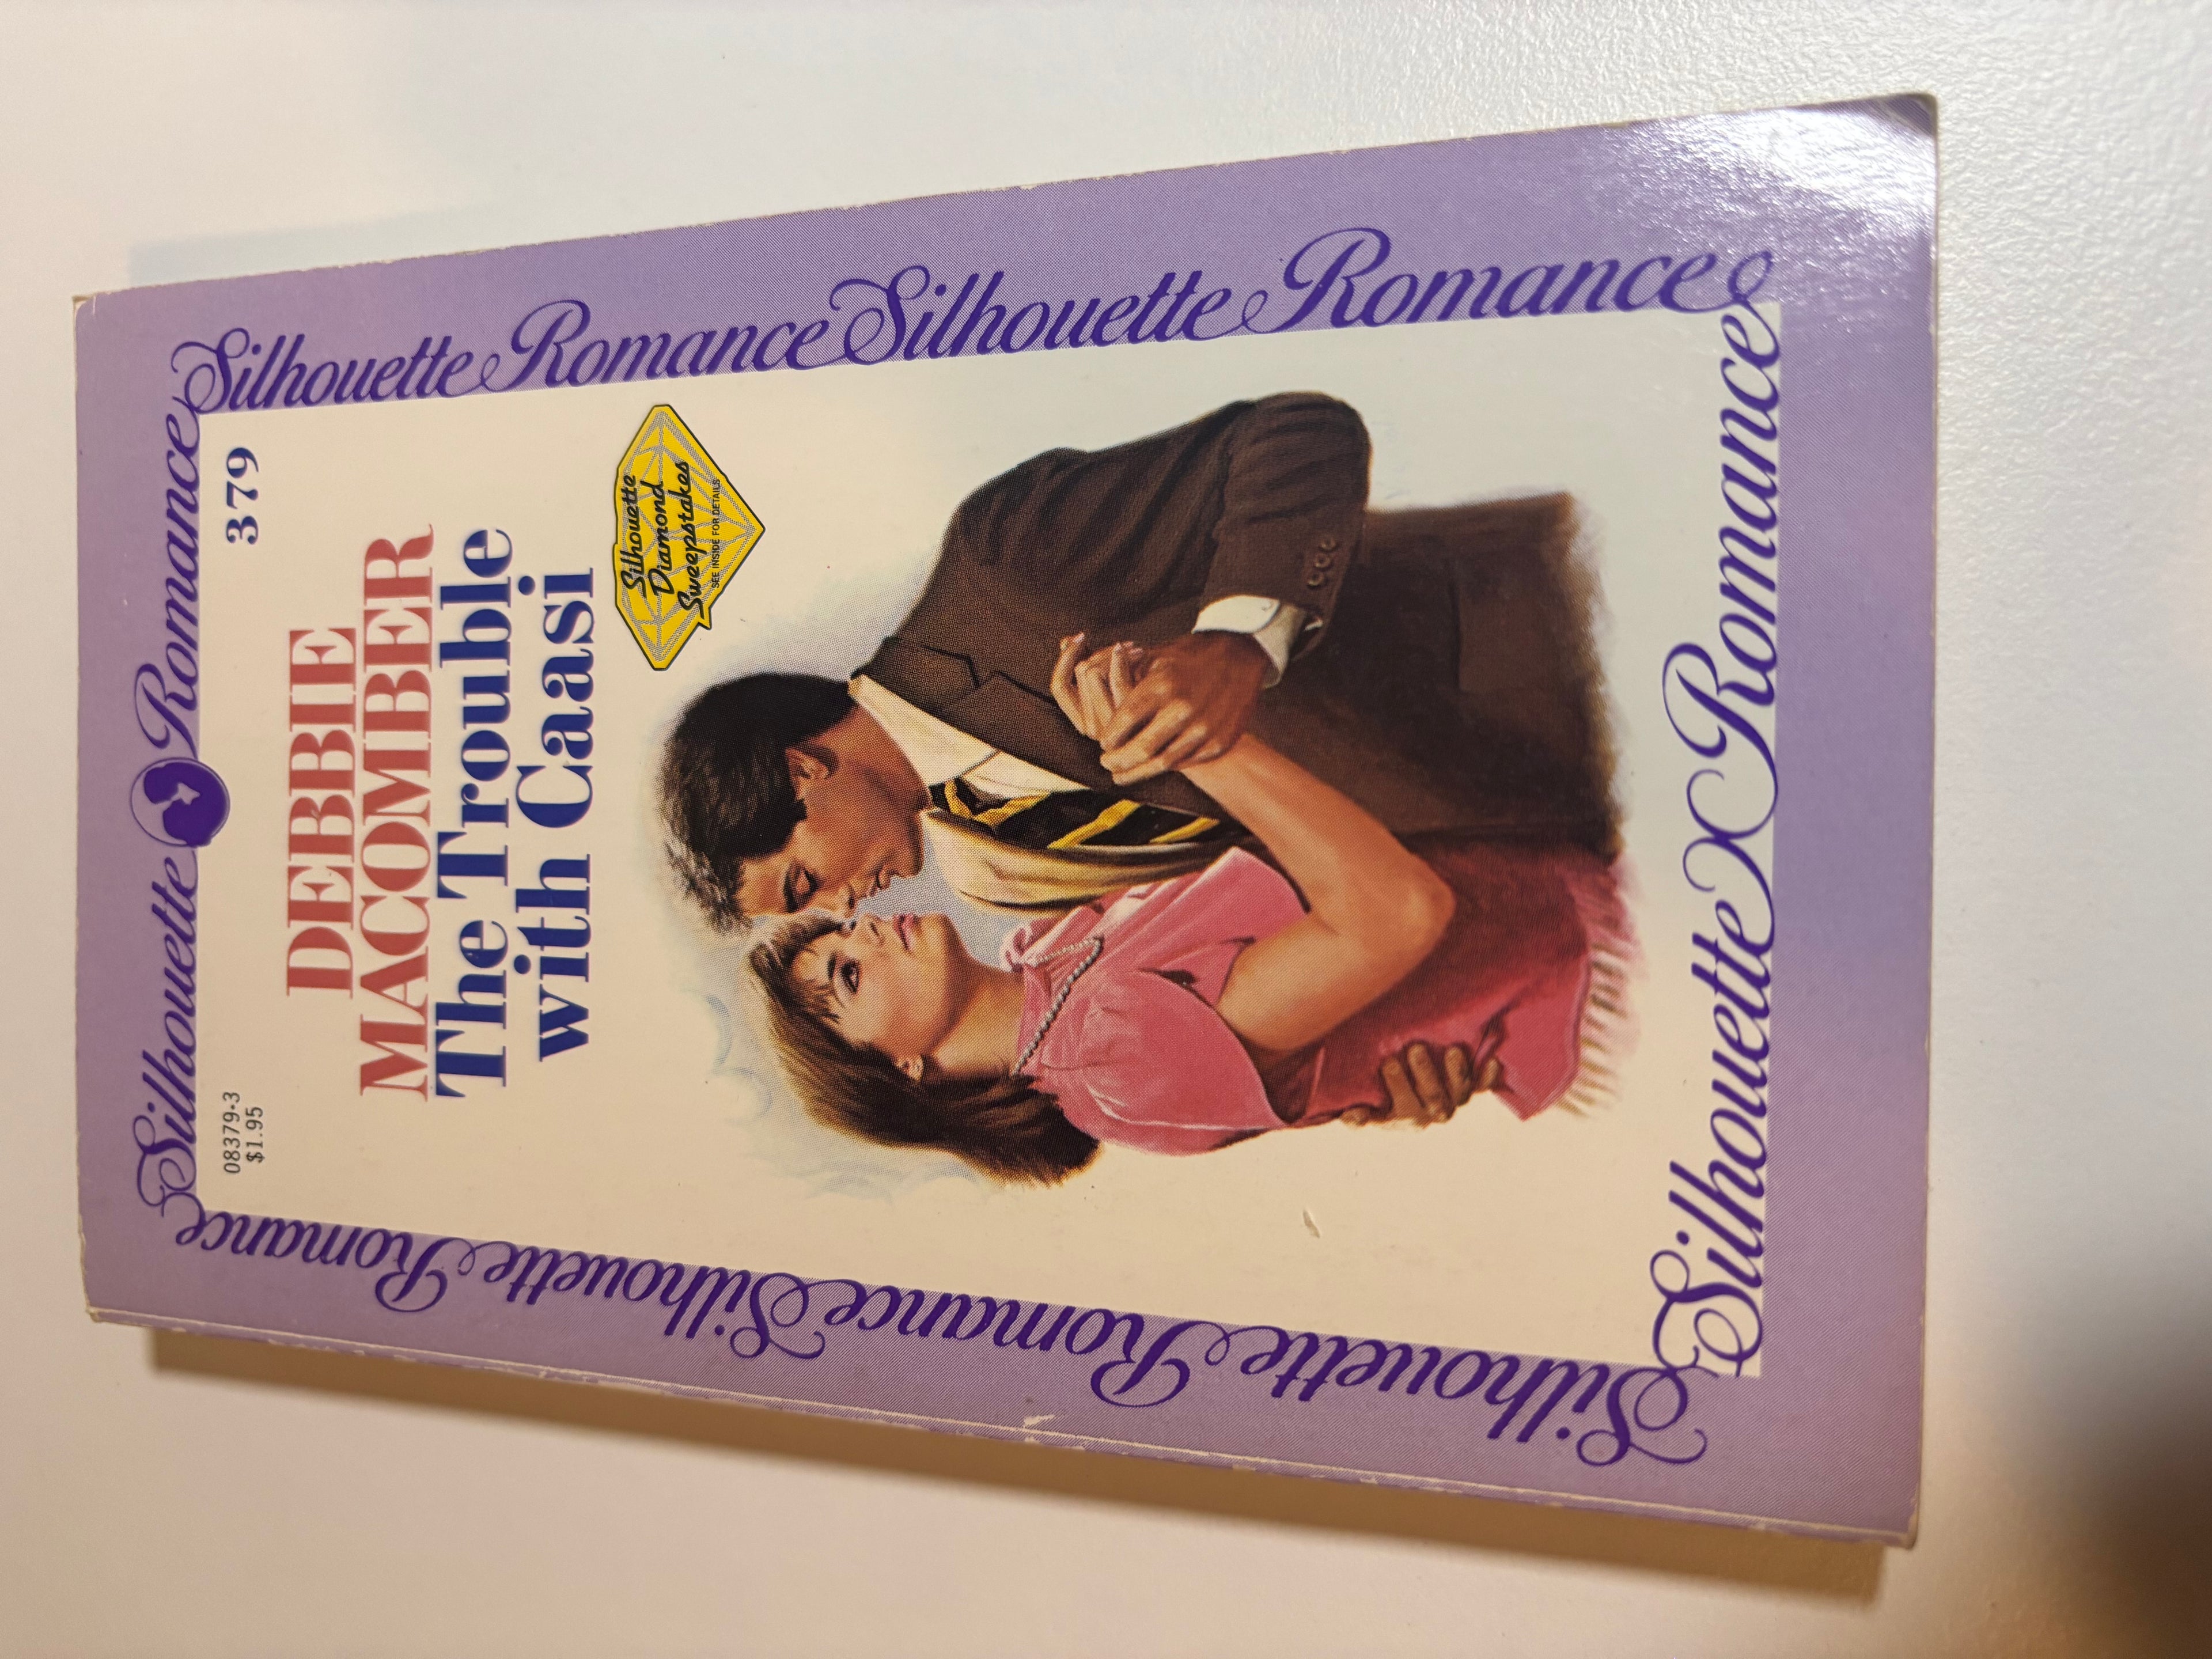 Silhouette Romance
08379-3
$1.95
379
DEBBIE
MACOMBER
The Trouble
with Caasi
Silhouette
Diamond
Sweepstakes
SEE INSIDE FOR DETAILS
Silhouette Romance Silhouette Romance
Silhouette Romance
Silhouette Romance Silhouette Romance